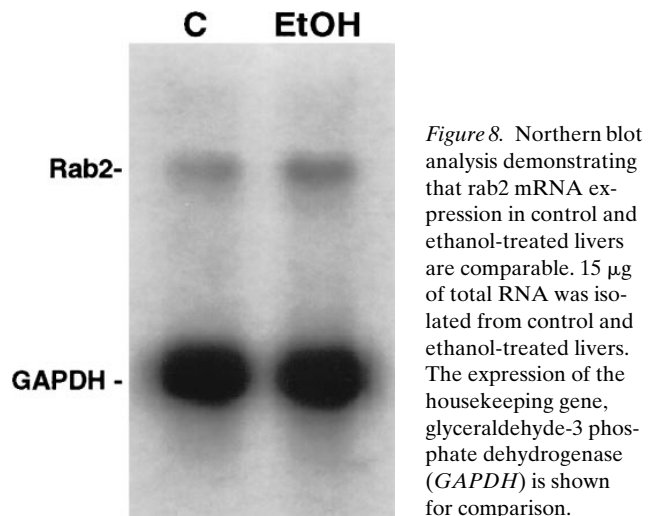 C EtOH
Rab2-
GAPDH -
Figure 8. Northern blot
analysis demonstrating
that rab2 mRNA ex-
pression in control and
ethanol-treated livers
are comparable. 15 μg
of total RNA was iso-
lated from control and
ethanol-treated livers.
The expression of the
housekeeping gene,
glyceraldehyde-3 phos-
phate dehydrogenase
(GAPDH) is shown
for comparison.